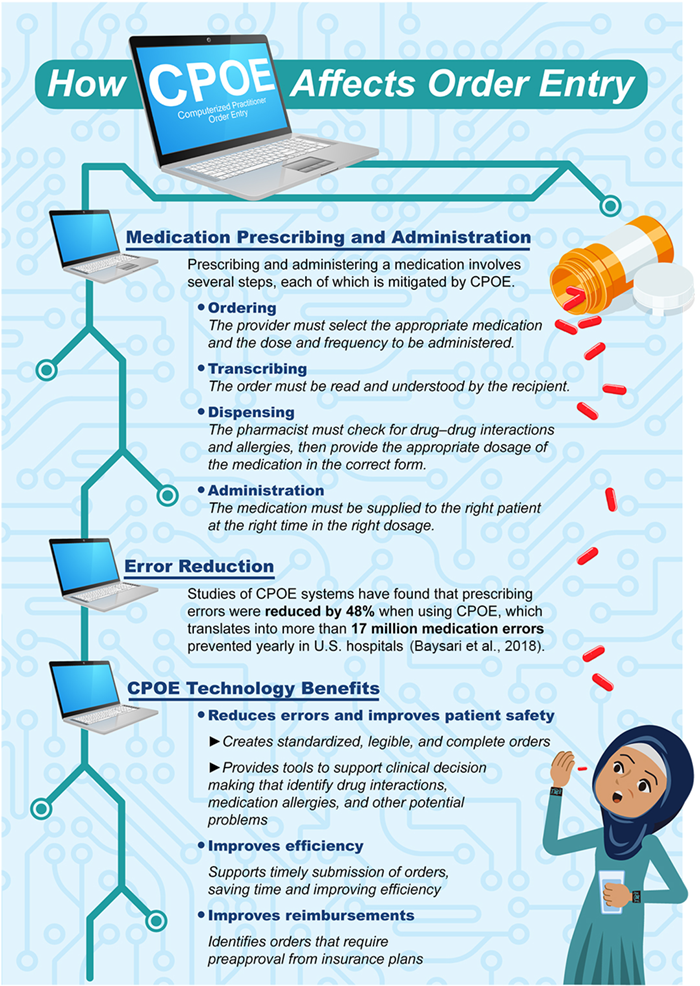 How CPOE Affects Order Entry
Computerized Practitioner
Order Entry
Medication Prescribing and Administration
Prescribing and administering a medication involves
several steps, each of which is mitigated by CPOE.
• Ordering
The provider must select the appropriate medication
and the dose and frequency to be administered.
• Transcribing
The order must be read and understood by the recipient.
• Dispensing
The pharmacist must check for drug–drug interactions
and allergies, then provide the appropriate dosage of
the medication in the correct form.
• Administration
The medication must be supplied to the right patient
at the right time in the right dosage.
Error Reduction
Studies of CPOE systems have found that prescribing
errors were reduced by 48% when using CPOE, which
translates into more than 17 million medication errors
prevented yearly in U.S. hospitals (Baysari et al., 2018).
CPOE Technology Benefits
• Reduces errors and improves patient safety
►Creates standardized, legible, and complete orders
►Provides tools to support clinical decision
making that identify drug interactions,
medication allergies, and other potential
problems
• Improves efficiency
Supports timely submission of orders,
saving time and improving efficiency
• Improves reimbursements
Identifies orders that require
preapproval from insurance plans